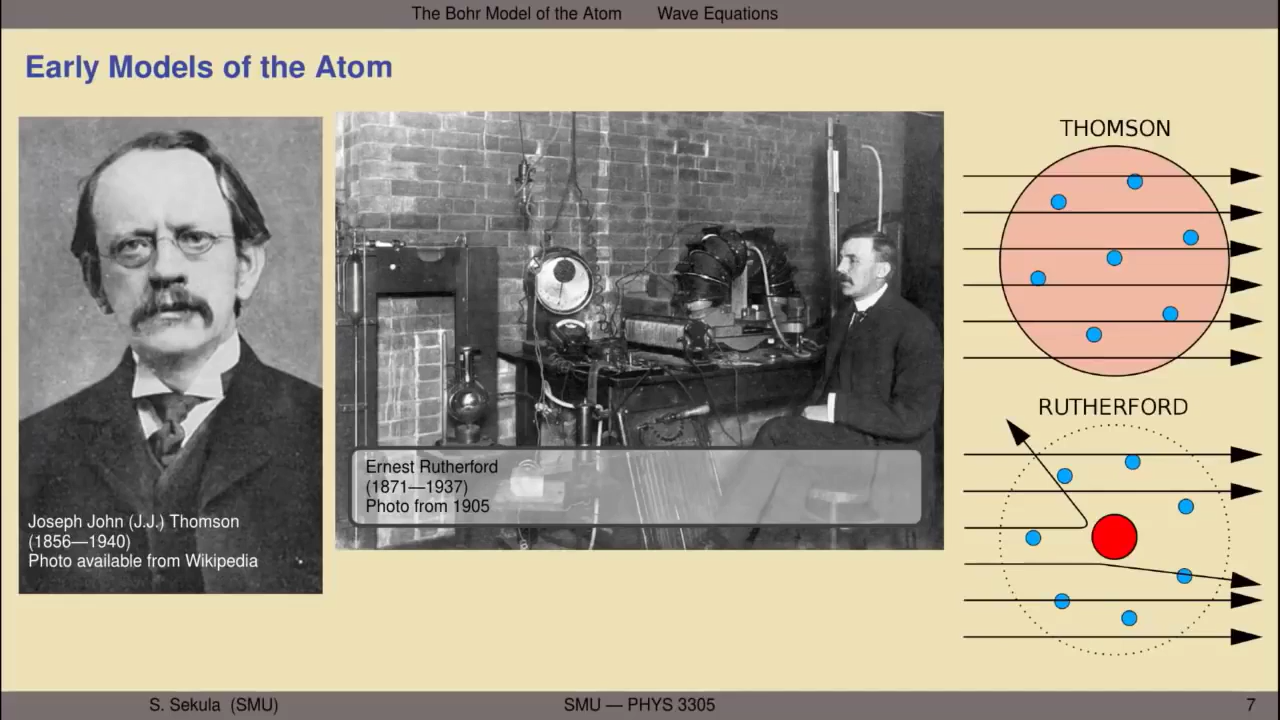 The Bohr Model of the Atom Wave Equations
Early Models of the Atom
Joseph John (J.J.) Thomson
(1856—1940)
Photo available from Wikipedia
Ernest Rutherford
(1871—1937)
Photo from 1905
THOMSON
RUTHERFORD
S. Sekula (SMU) SMU — PHYS 3305 7